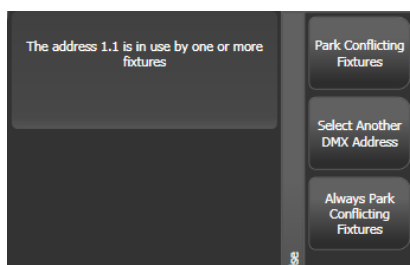 The address 1.1 is in use by one or more
fixtures
Park Conflicting
Fixtures
Select Another
DMX Address
Always Park
Conflicting
Fixtures